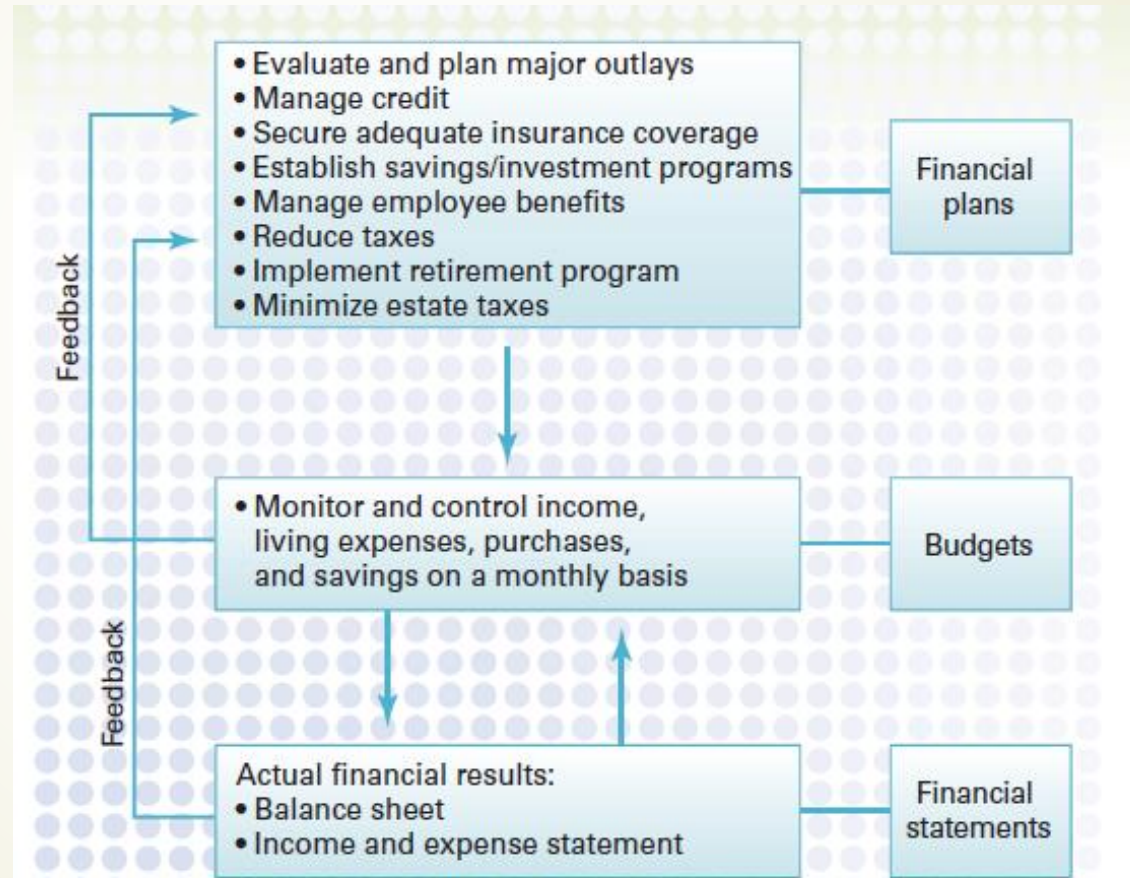 • Evaluate and plan major outlays
• Manage credit
• Secure adequate insurance coverage
• Establish savings/investment programs
• Manage employee benefits
• Reduce taxes
• Implement retirement program
• Minimize estate taxes
Financial
plans
Feedback
• Monitor and control income,
living expenses, purchases,
and savings on a monthly basis
Budgets
Feedback
Actual financial results:
• Balance sheet
• Income and expense statement
Financial
statements